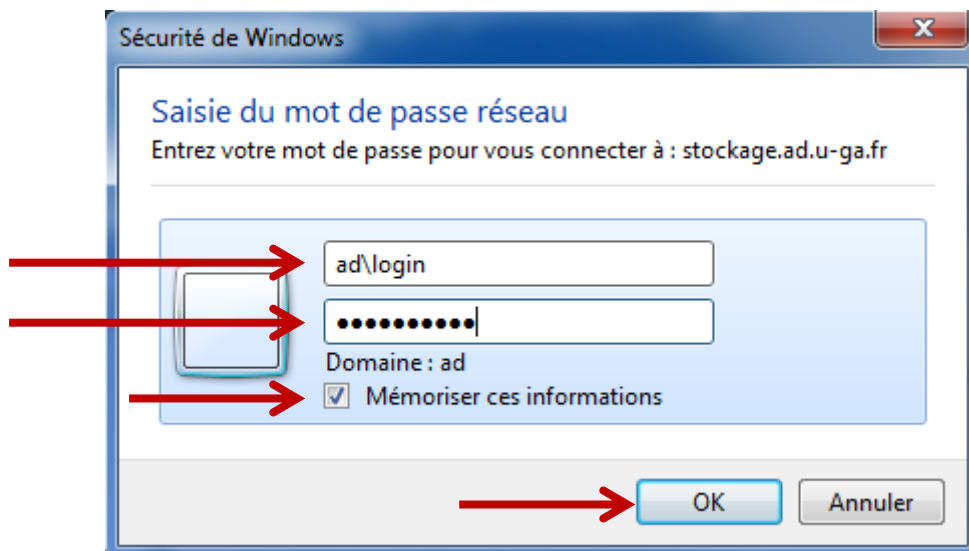 Sécurité de Windows
Saisie du mot de passe réseau
Entrez votre mot de passe pour vous connecter à : stockage.ad.u-ga.fr
ad\login
●●●●●●●●●●
Domaine : ad
Mémoriser ces informations
OK
Annuler